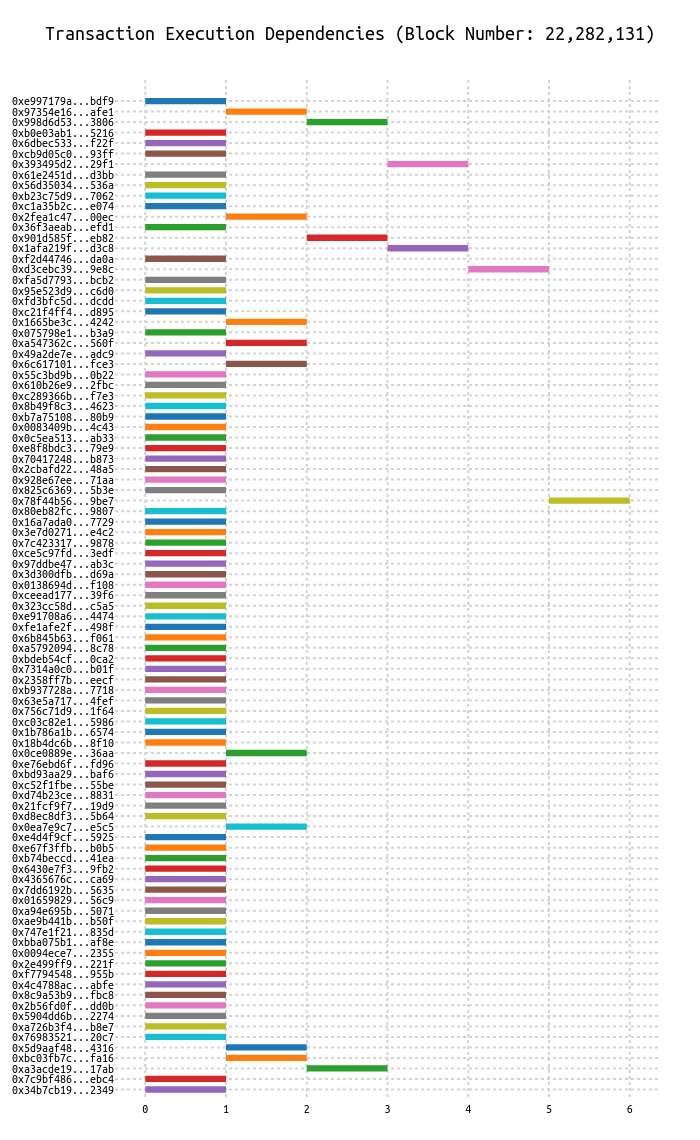 Transaction Execution Dependencies (Block Number: 22,282,131)
0xe997179a...bdf9
0x97354e16...afe1
0x998d6d53...3806
0xb0e03ab1...5216
0x6dbec533...f22f
0xcb9d05c0...93ff
0x393495d2...29f1
0x61e2451d...d3bb
0x56d35034...536a
0xb23c75d9...7062
0xc1a35b2c...e074
0x2fea1c47...00ec
0x36f3aeab...efd1
0x901d585f...eb82
0x1afa219f...d3c8
0xf2d44746...da0a
0xd3cebc39...9e8c
0xfa5d7793...bcb2
0x95e523d9...c6d0
0xfd3bfc5d...dcdd
0xc21f4ff4...d895
0x1665be3c...4242
0x075798e1...b3a9
0xa547362c...560f
0x49a2de7e...adc9
0x6c617101...fce3
0x55c3bd9b...0b22
0x610b26e9...2fbc
0xc289366b...f7e3
0x8b49f8c3...4623
0xb7a75108...80b9
0x0083409b...4c43
0x0c5ea513...ab33
0xe8f8bdc3...79e9
0x70417248...b873
0x2cbafd22...48a5
0x928e67ee...71aa
0x825c6369...5b3e
0x78f44b56...9be7
0x80eb82fc...9807
0x16a7ada0...7729
0x3e7d0271...e4c2
0x7c423317...9878
0xce5c97fd...3edf
0x97ddbe47...ab3c
0x3d300dfb...d69a
0x0138694d...f108
0xceead177...39f6
0x323cc58d...c5a5
0xe91708a6...4474
0xfe1afe2f...498f
0x6b845b63...f061
0xa5792094...8c78
0xbdeb54cf...0ca2
0x7314a0c0...b01f
0x2358ff7b...eecf
0xb937728a...7718
0x63e5a717...4fef
0x756c71d9...1f64
0xc03c82e1...5986
0x1b786a1b...6574
0x18b4dc6b...8f10
0x0ce0889e...36aa
0xe76ebd6f...fd96
0xbd93aa29...baf6
0xc52f1fbe...55be
0xd74b23ce...8831
0x21fcf9f7...19d9
0xd8ec8df3...5b64
0x0ea7e9c7...e5c5
0xe4d4f9cf...5925
0xe67f3ffb...b0b5
0xb74beccd...41ea
0x6430e7f3...9fb2
0x4365676c...ca69
0x7dd6192b...5635
0x01659829...56c9
0xa94e695b...5071
0xae9b441b...b50f
0x747e1f21...835d
0xbba075b1...af8e
0x0094ece7...2355
0x2e499ff9...221f
0xf7794548...955b
0x4c4788ac...abfe
0x8c9a53b9...fbc8
0x2b56fd0f...dd0b
0x5904dd6b...2274
0xa726b3f4...b8e7
0x76983521...20c7
0x5d9aaf48...4316
0xbc03fb7c...fa16
0xa3acde19...17ab
0x7c9bf486...ebc4
0x34b7cb19...2349
0 1 2 3 4 5 6